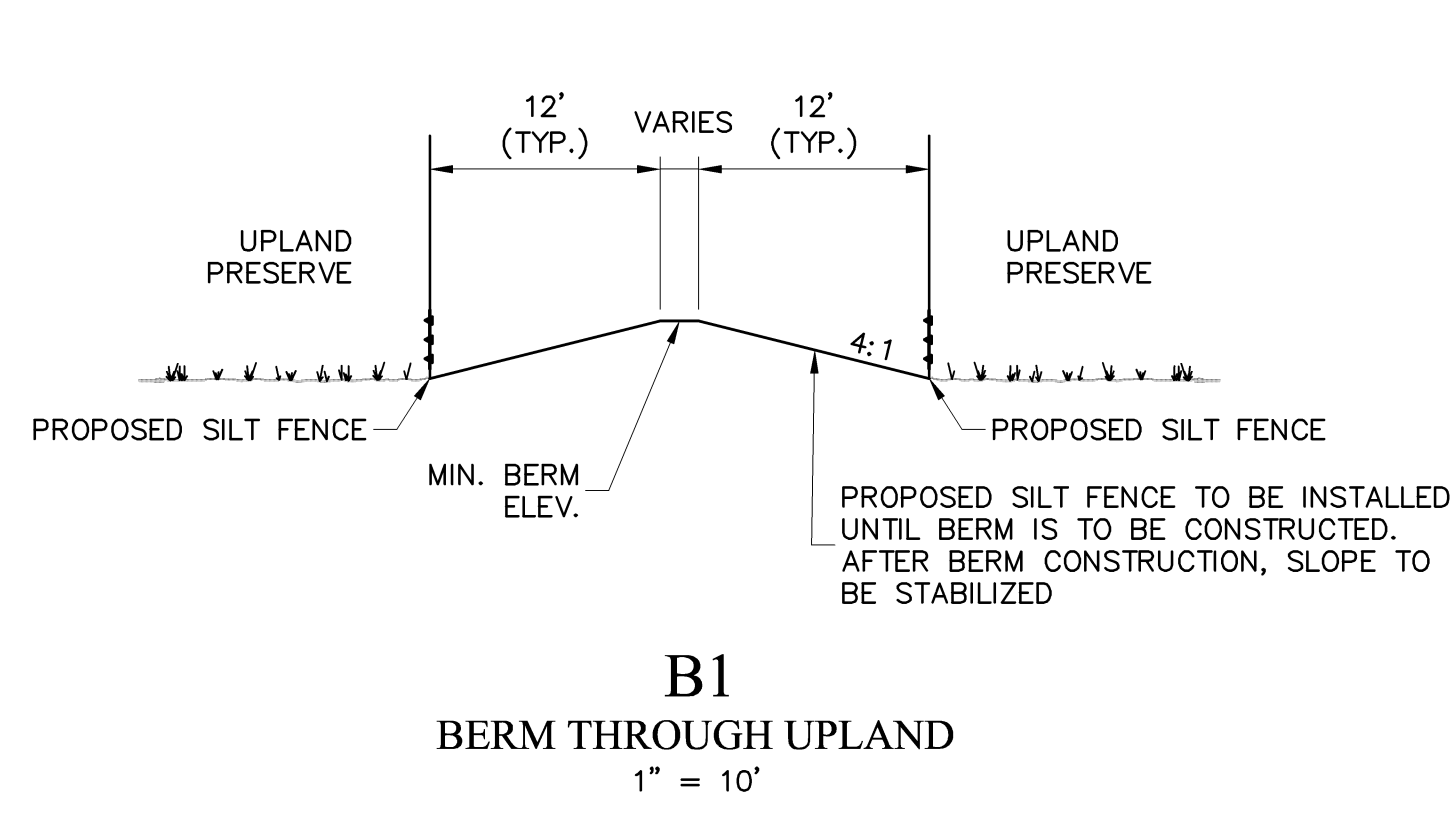 12’
(TYP.)
VARIES
12’
(TYP.)
UPLAND
PRESERVE
UPLAND
PRESERVE
4:1
PROPOSED SILT FENCE
PROPOSED SILT FENCE
MIN. BERM
ELEV.
PROPOSED SILT FENCE TO BE INSTALLED
UNTIL BERM IS TO BE CONSTRUCTED.
AFTER BERM CONSTRUCTION, SLOPE TO
BE STABILIZED
B1
BERM THROUGH UPLAND
1” = 10’